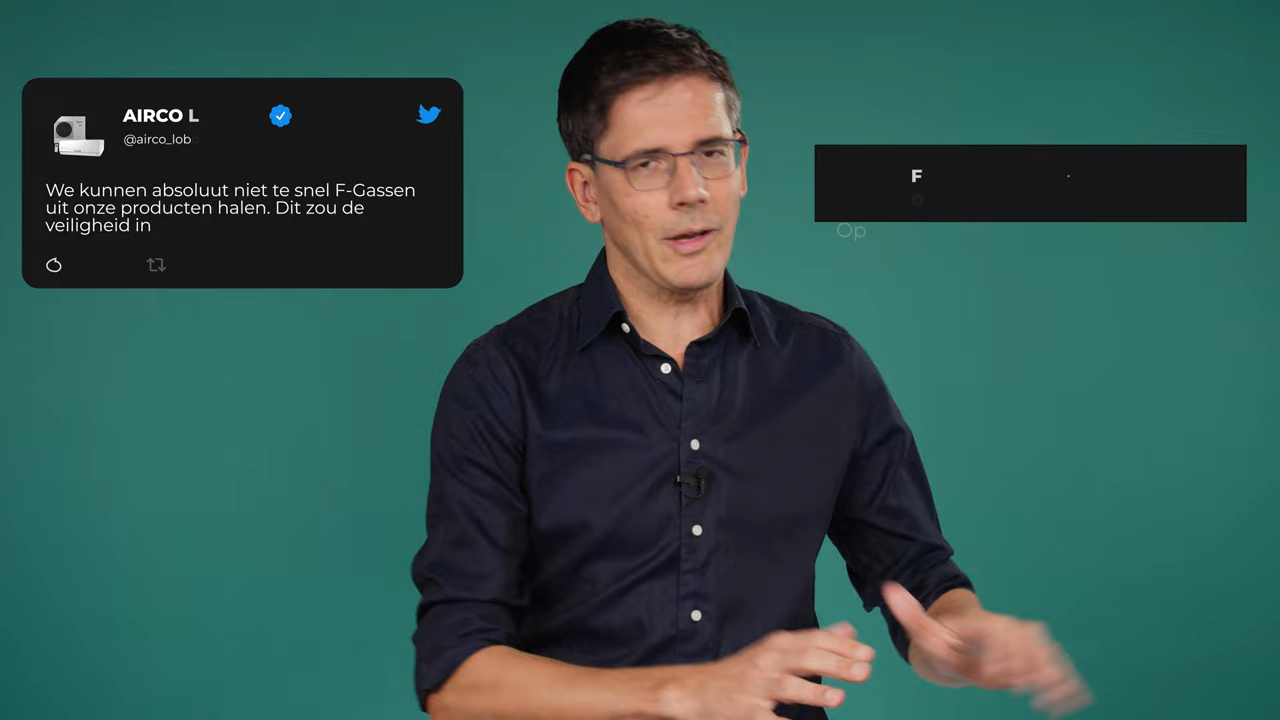 AIRCO L
@airco_lob
We kunnen absoluut niet te snel F-Gassen
uit onze producten halen. Dit zou de
veiligheid in
F
@
Op